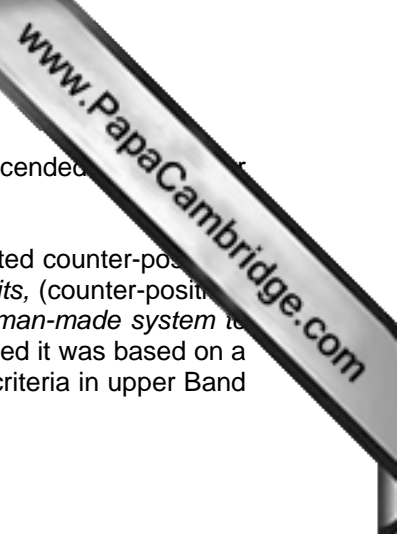 www.PapaCambridge.com
cended
ted counter-pos
its, (counter-positi
man-made system to
ed it was based on a
criteria in upper Band